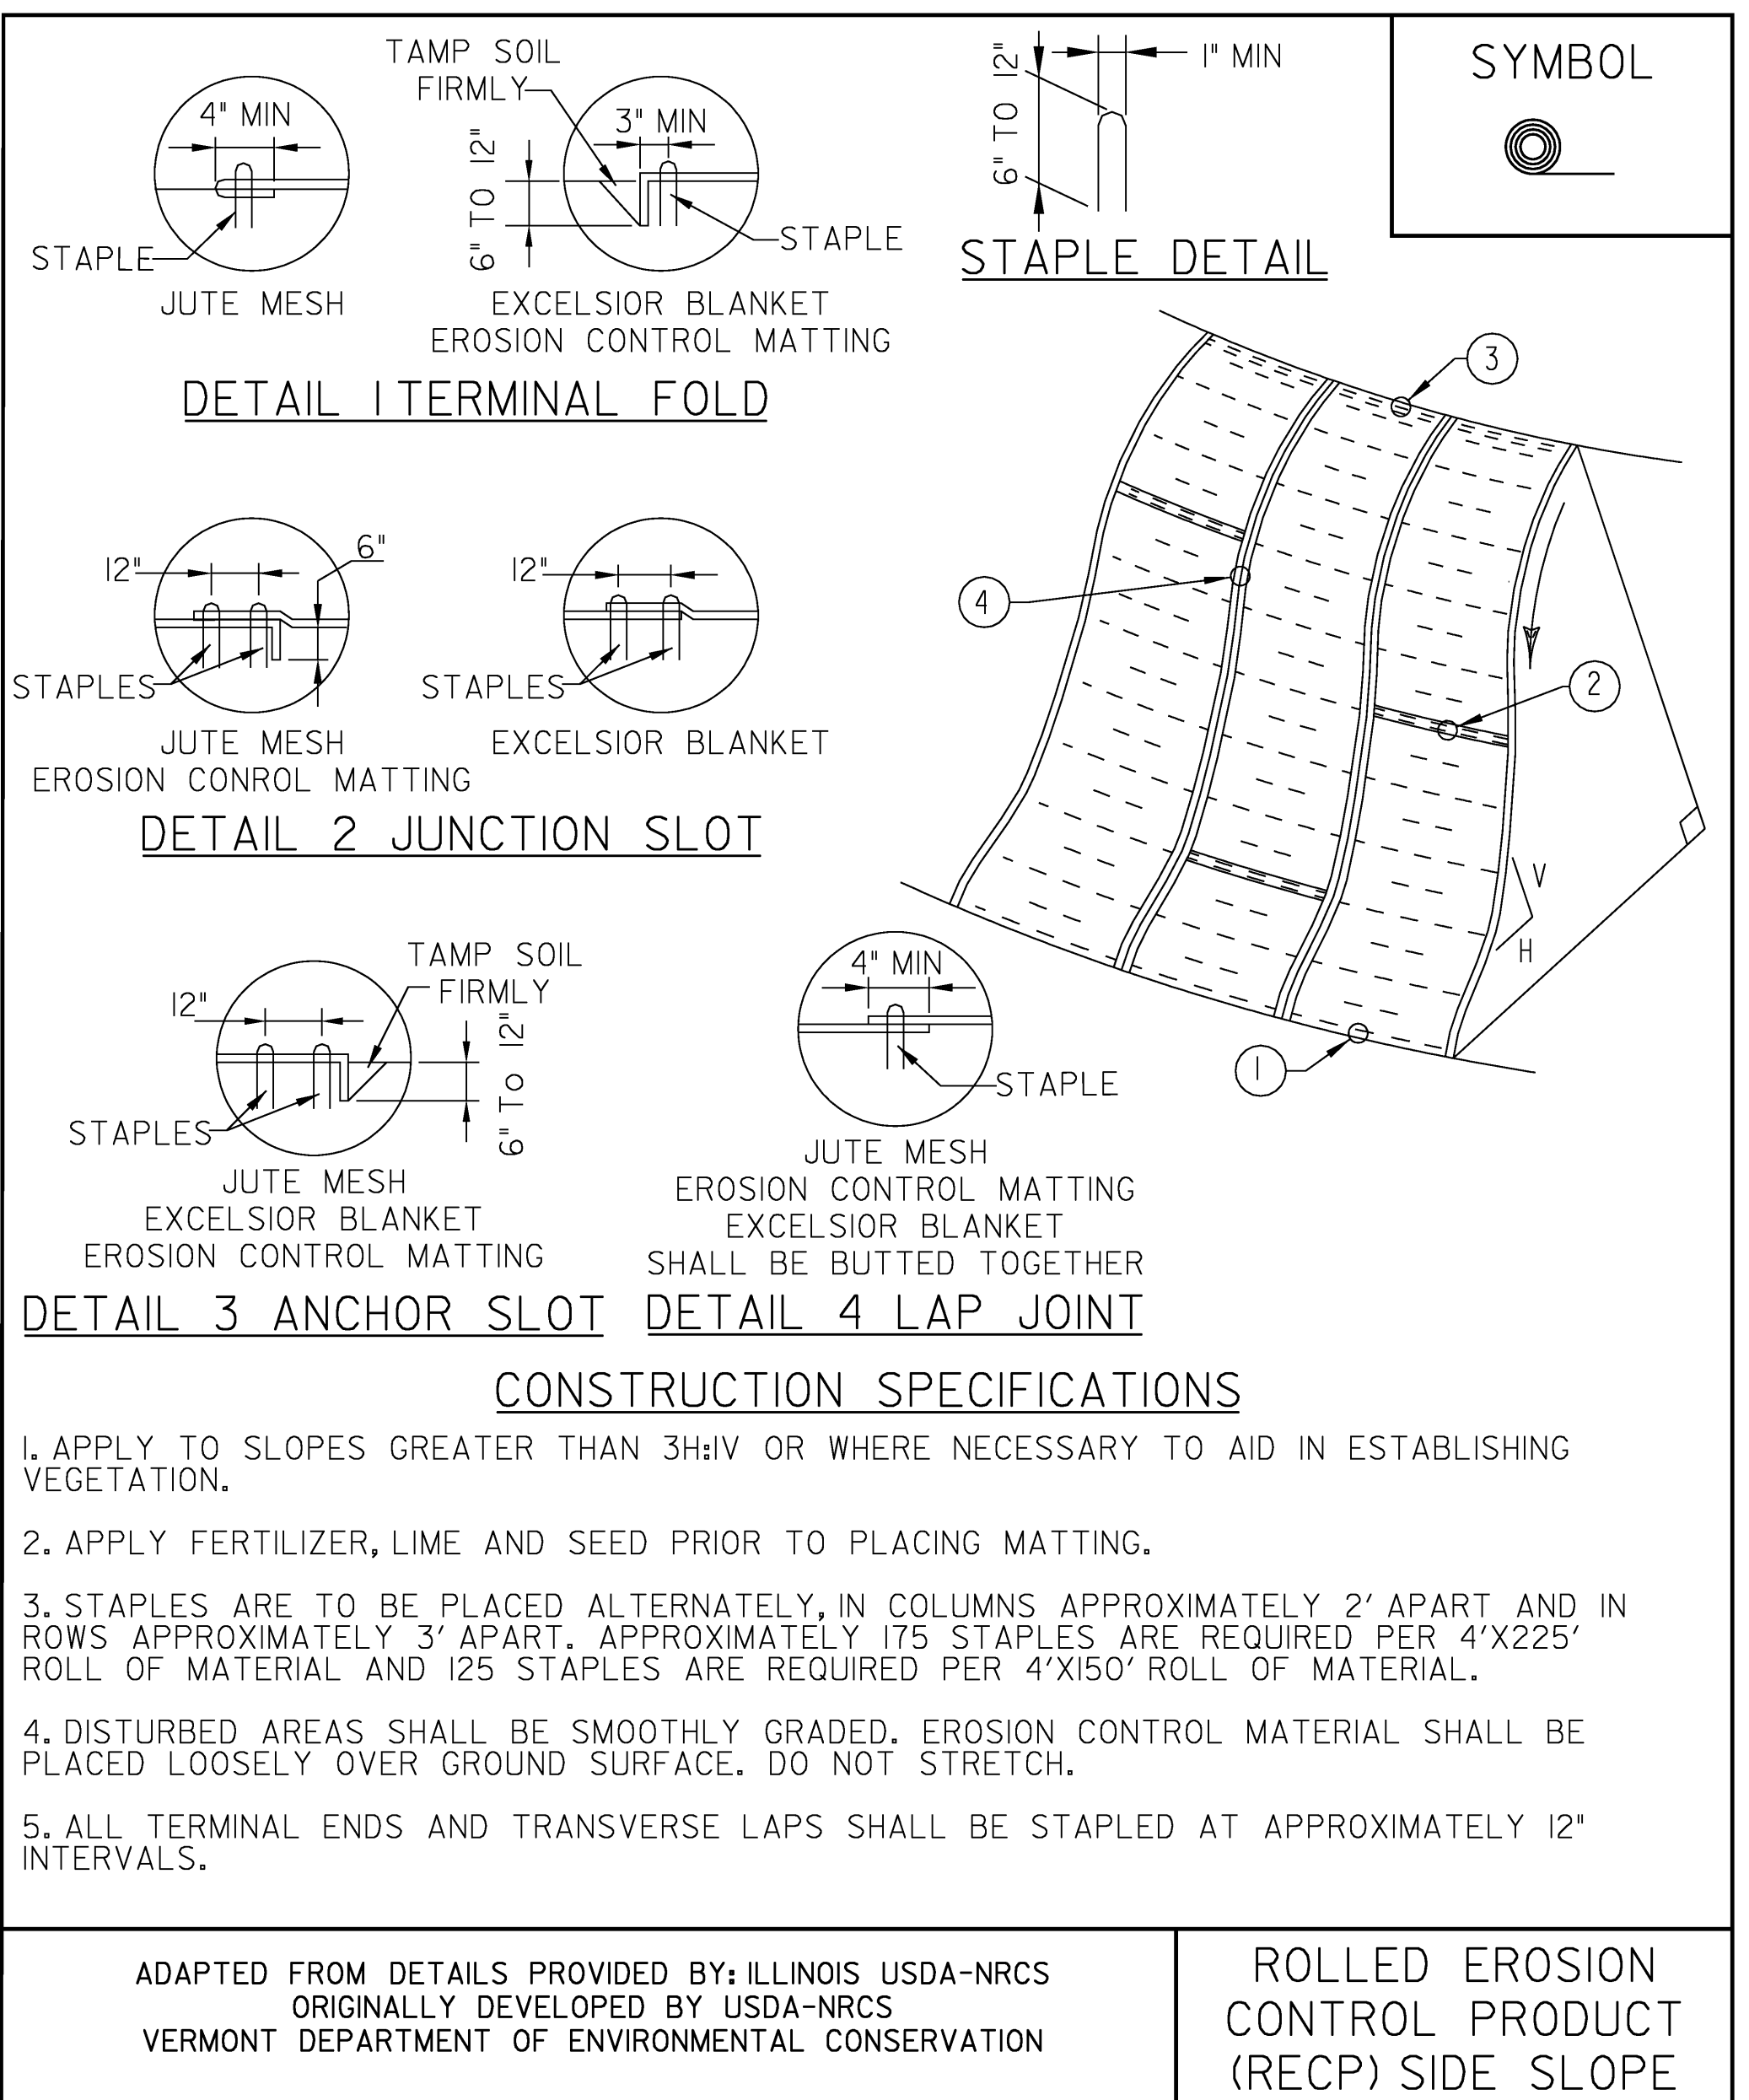 TAMP SOIL
FIRMLY
4" MIN
3" MIN
6" TO 12"
STAPLE
STAPLE
JUTE MESH
EXCELSIOR BLANKET
EROSION CONTROL MATTING
DETAIL 1 TERMINAL FOLD
6" TO 12"
1" MIN
STAPLE DETAIL
SYMBOL
12"
6"
STAPLES
JUTE MESH
EROSION CONROL MATTING
12"
STAPLES
EXCELSIOR BLANKET
DETAIL 2 JUNCTION SLOT
3
4
2
V
H
1
TAMP SOIL
FIRMLY
12"
6" TO 12"
STAPLES
JUTE MESH
EXCELSIOR BLANKET
EROSION CONTROL MATTING
DETAIL 3 ANCHOR SLOT
4" MIN
STAPLE
JUTE MESH
EROSION CONTROL MATTING
EXCELSIOR BLANKET
SHALL BE BUTTED TOGETHER
DETAIL 4 LAP JOINT
CONSTRUCTION SPECIFICATIONS
1. APPLY TO SLOPES GREATER THAN 3H:1V OR WHERE NECESSARY TO AID IN ESTABLISHING
VEGETATION.
2. APPLY FERTILIZER, LIME AND SEED PRIOR TO PLACING MATTING.
3. STAPLES ARE TO BE PLACED ALTERNATELY, IN COLUMNS APPROXIMATELY 2' APART AND IN
ROWS APPROXIMATELY 3' APART. APPROXIMATELY 175 STAPLES ARE REQUIRED PER 4'X225'
ROLL OF MATERIAL AND 125 STAPLES ARE REQUIRED PER 4'X150' ROLL OF MATERIAL.
4. DISTURBED AREAS SHALL BE SMOOTHLY GRADED. EROSION CONTROL MATERIAL SHALL BE
PLACED LOOSELY OVER GROUND SURFACE. DO NOT STRETCH.
5. ALL TERMINAL ENDS AND TRANSVERSE LAPS SHALL BE STAPLED AT APPROXIMATELY 12"
INTERVALS.
ADAPTED FROM DETAILS PROVIDED BY: ILLINOIS USDA-NRCS
ORIGINALLY DEVELOPED BY USDA-NRCS
VERMONT DEPARTMENT OF ENVIRONMENTAL CONSERVATION
ROLLED EROSION
CONTROL PRODUCT
(RECP) SIDE SLOPE